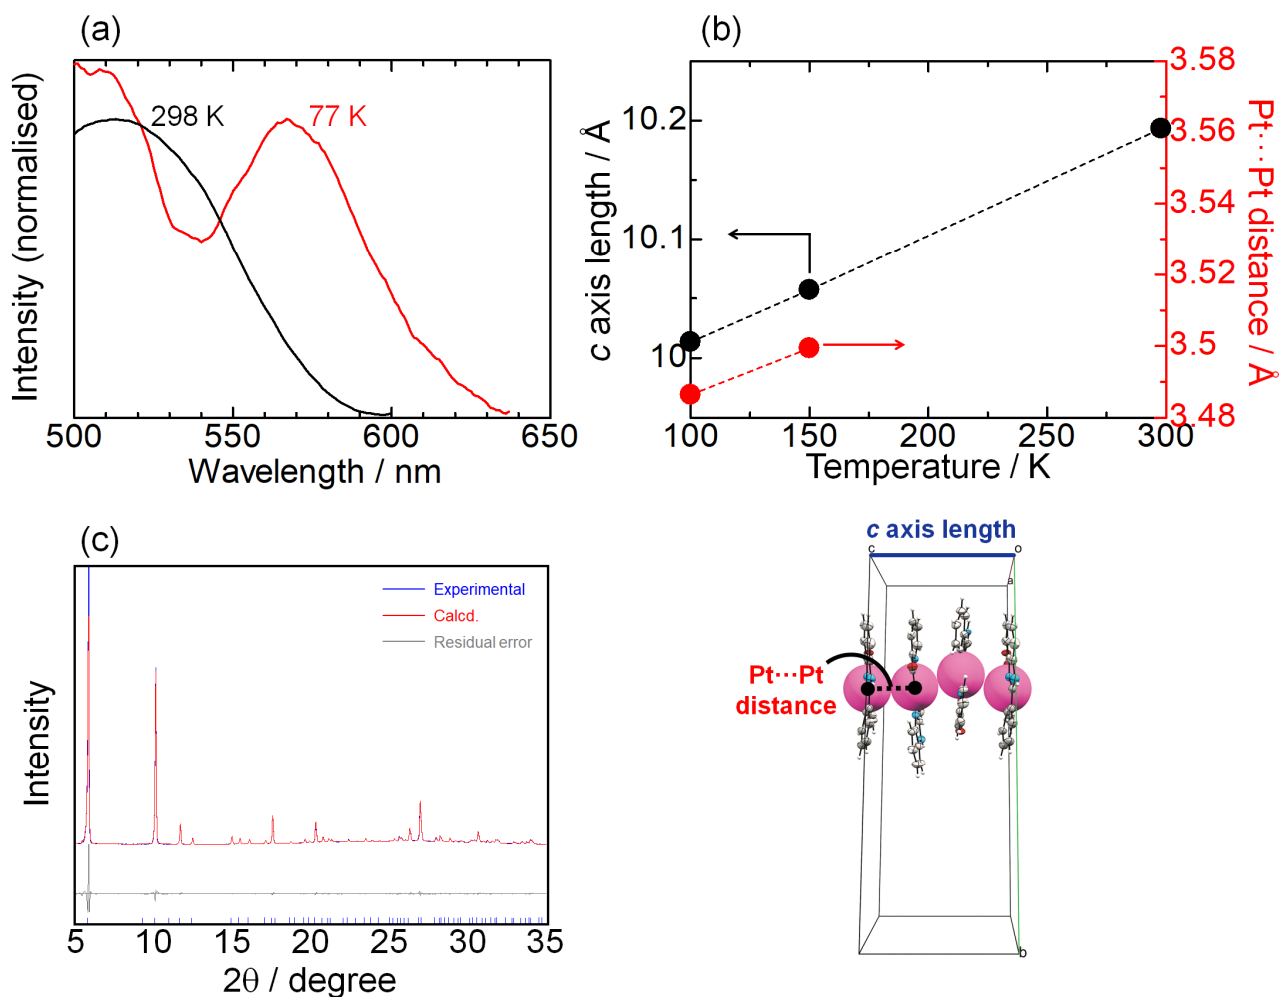 (a)
Intensity (normalised)
298 K
77 K
500
550
600
650
Wavelength / nm
(b)
c axis length / Å
10.2
10.1
10
3.58
3.56
3.54
3.52
3.5
3.48
Pt···Pt distance / Å
100
150
200
250
300
Temperature / K
(c)
Intensity
Experimental
Calcd.
Residual error
5
10
15
20
25
30
35
2θ / degree
c axis length
c
o
a
Pt···Pt
distance
b